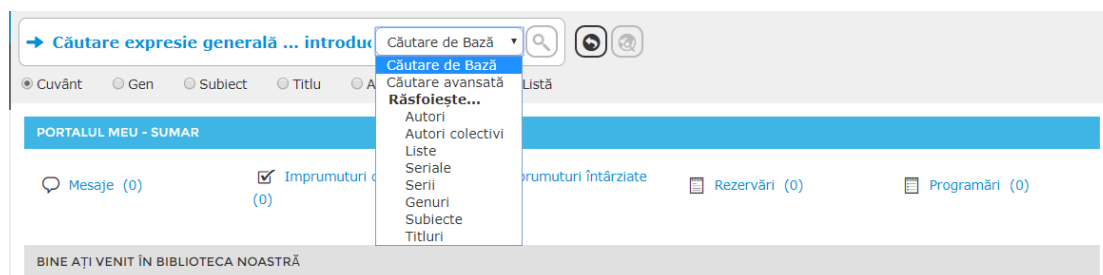 ➔ Căutare expresie generală ... introduc Căutare de Bază
Căutare de Bază
Căutare avansată
Răsfoiește...
Autori
Autori colectivi
Liste
Seriale
Serii
Genuri
Subiecte
Titluri
Cuvânt Gen Subiect Titlu A Listă
PORTALUL MEU - SUMAR
Mesaje (0)
Imprumuturi
(0)
prumuturi întârziate
Rezervări (0)
Programări (0)
BINE AȚI VENIT ÎN BIBLIOTECA NOASTRĂ